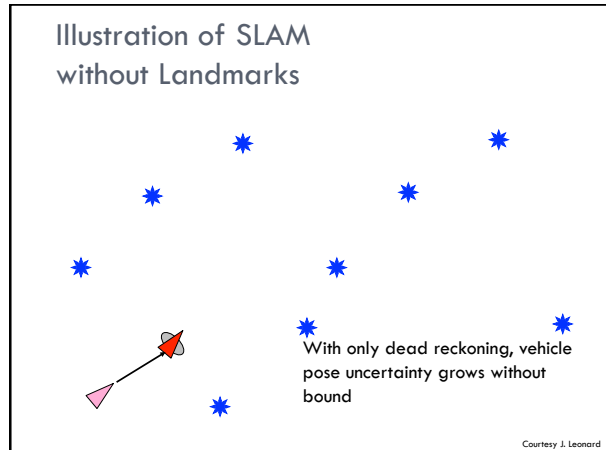 Illustration of SLAM
without Landmarks
With only dead reckoning, vehicle
pose uncertainty grows without
bound
Courtesy J. Leonard